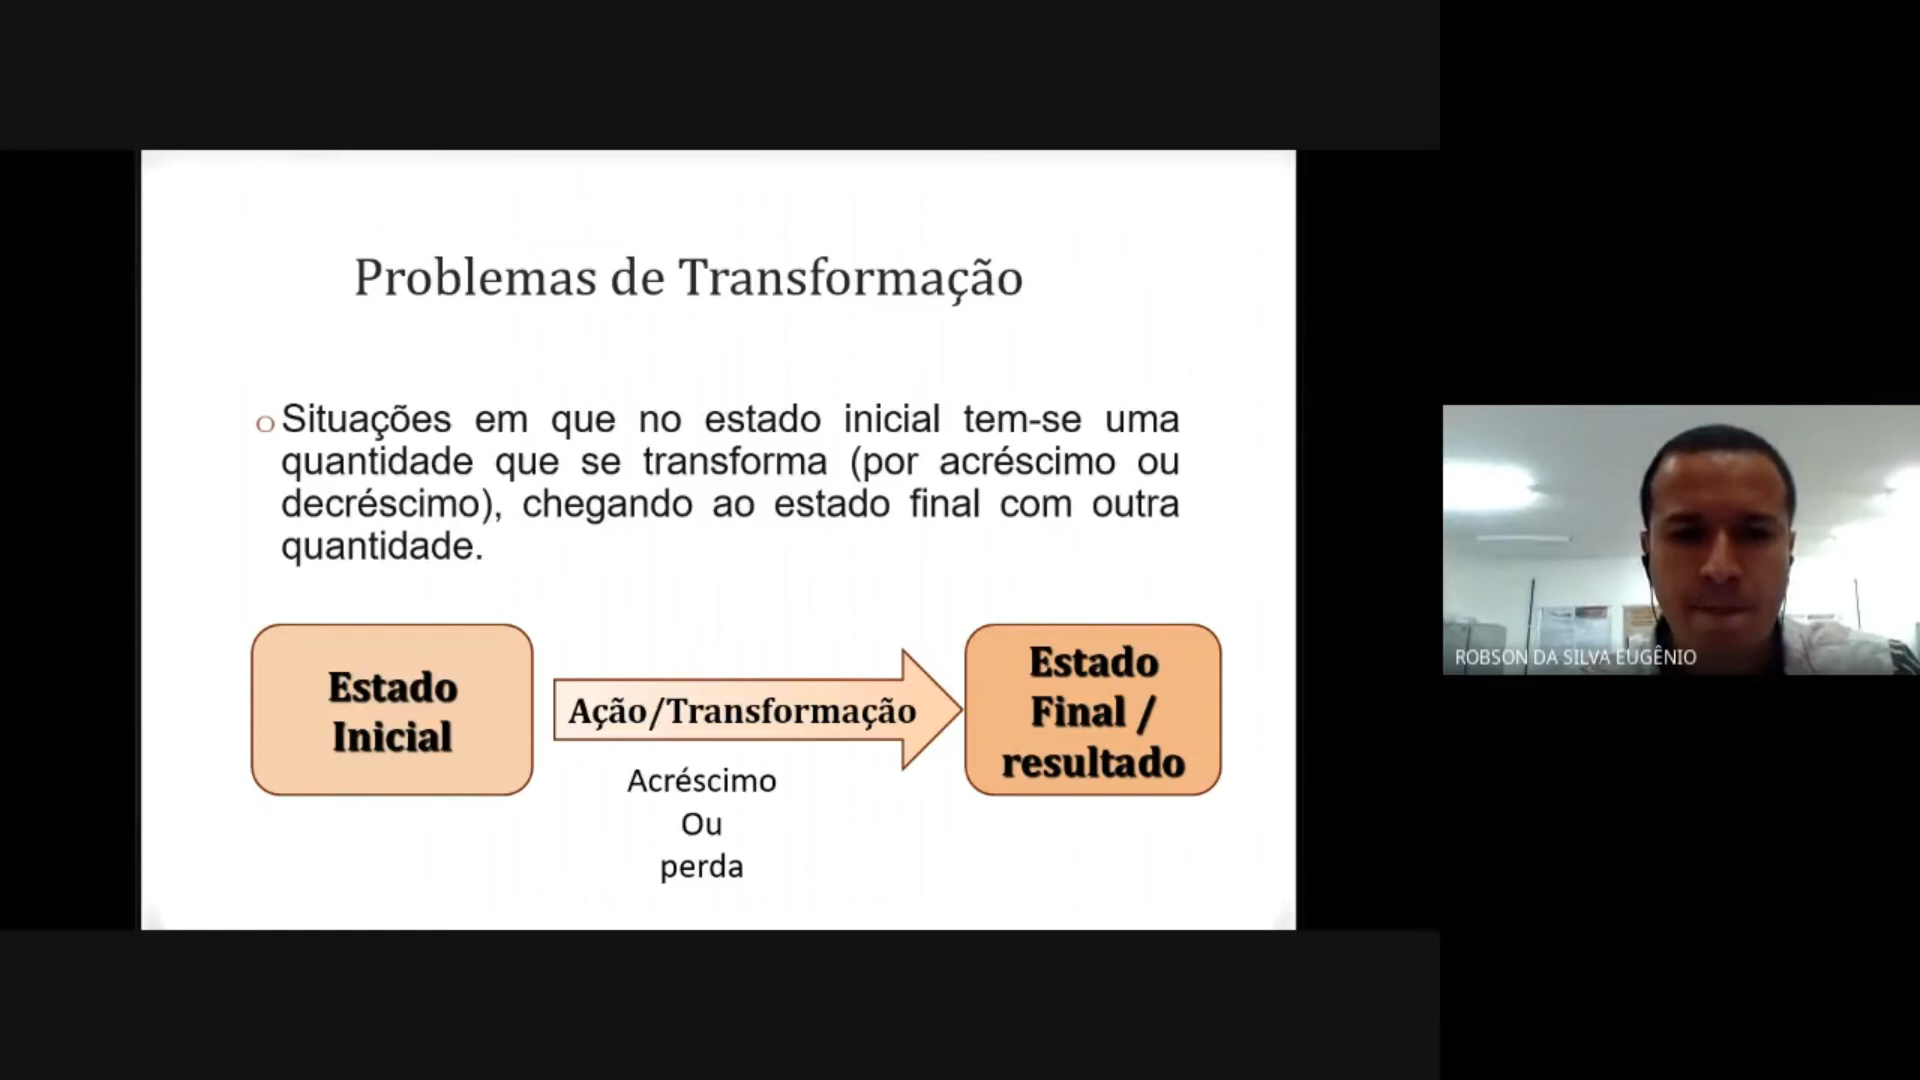 Problemas de Transformação
Situações em que no estado inicial tem-se uma
quantidade que se transforma (por acréscimo ou
decréscimo), chegando ao estado final com outra
quantidade.
Estado
Inicial
Ação/Transformação
Acréscimo
Ou
perda
Estado
Final /
resultado
ROBSON DA SILVA EUGÊNIO